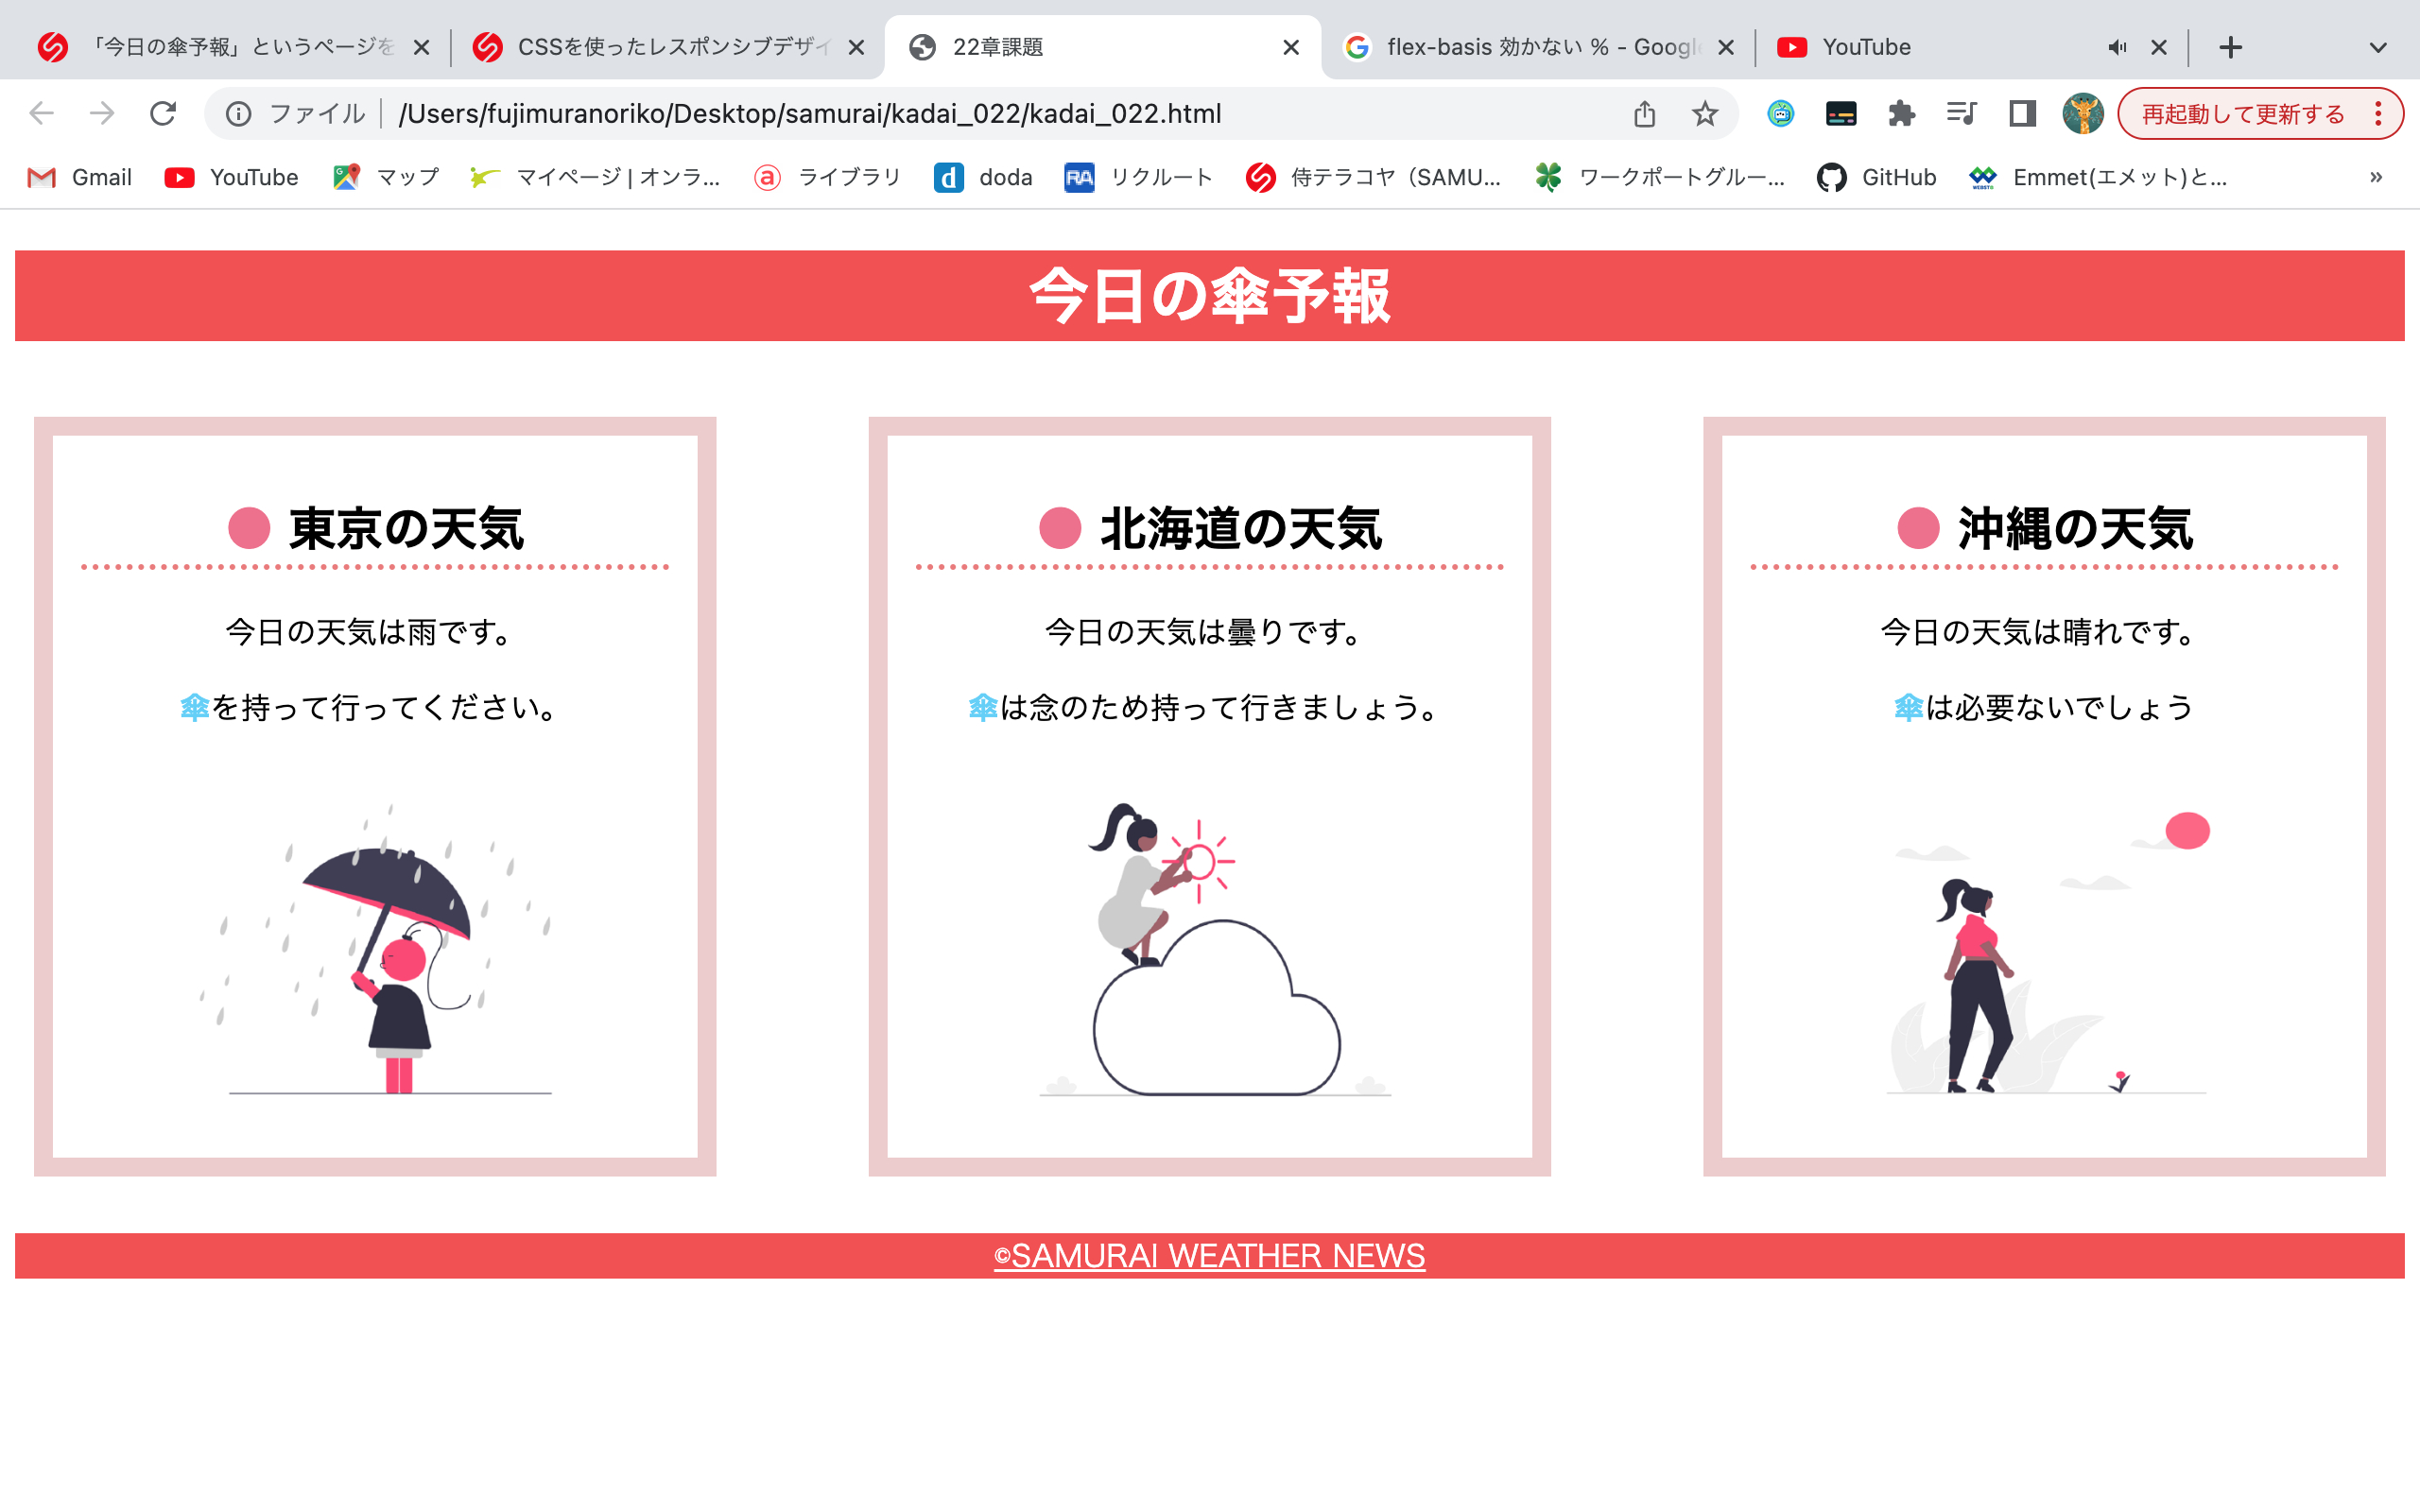 「今日の傘予報」というページを
CSSを使ったレスポンシブデザイ
22章課題
flex-basis 効かない % - Google
YouTube
ファイル
/Users/fujimuranoriko/Desktop/samurai/kadai_022/kadai_022.html
再起動して更新する
Gmail
YouTube
マップ
マイページ | オンラ...
a
ライブラリ
d
doda
RA
リクルート
侍テラコヤ（SAMU...
ワークポートグルー...
GitHub
Emmet(エメット)と...
»
今日の傘予報
東京の天気
今日の天気は雨です。
傘を持って行ってください。
北海道の天気
今日の天気は曇りです。
傘は念のため持って行きましょう。
沖縄の天気
今日の天気は晴れです。
傘は必要ないでしょう
©SAMURAI WEATHER NEWS